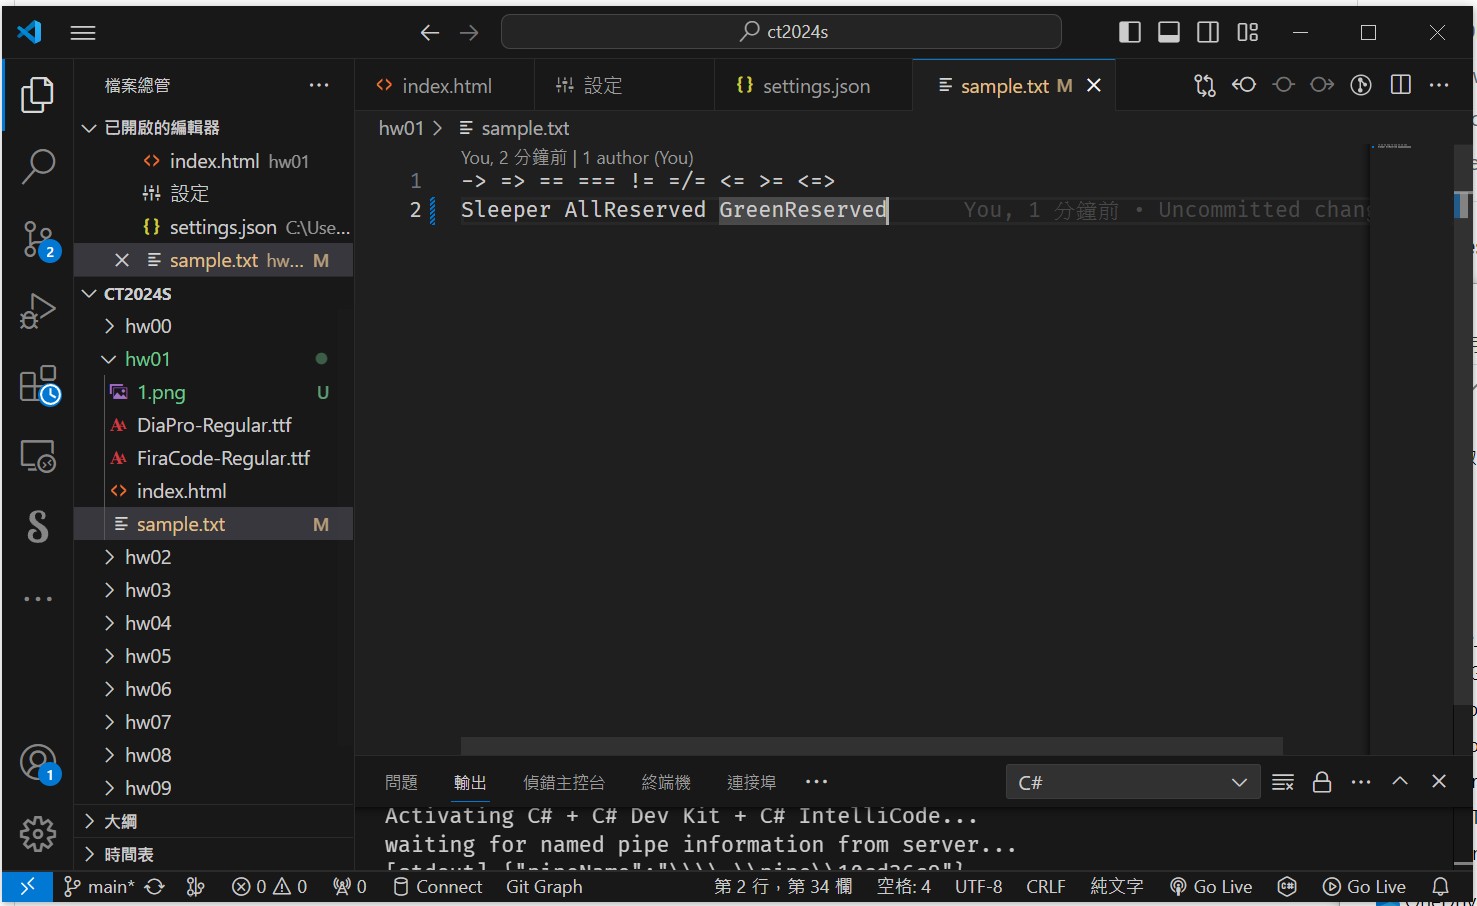 ct2024s
檔案總管
index.html
設定
settings.json
sample.txt M
已開啟的編輯器
index.html hw01
設定
settings.json C:\Use...
sample.txt hw... M
CT2024S
hw00
hw01
1.png U
DiaPro-Regular.ttf
FiraCode-Regular.ttf
index.html
sample.txt M
hw02
hw03
hw04
hw05
hw06
hw07
hw08
hw09
大綱
時間表
hw01 > sample.txt
You, 2 分鐘前 | 1 author (You)
1 -> => == === != =/= <= >= <=>
2 Sleeper AllReserved GreenReserved You, 1 分鐘前 • Uncommitted chan
問題 輸出 偵錯主控台 終端機 連接埠 C#
Activating C# + C# Dev Kit + C# IntelliCode...
waiting for named pipe information from server...
2
1
main* 0 0 0 Connect Git Graph 第 2 行，第 34 欄 空格: 4 UTF-8 CRLF 純文字 Go Live Go Live